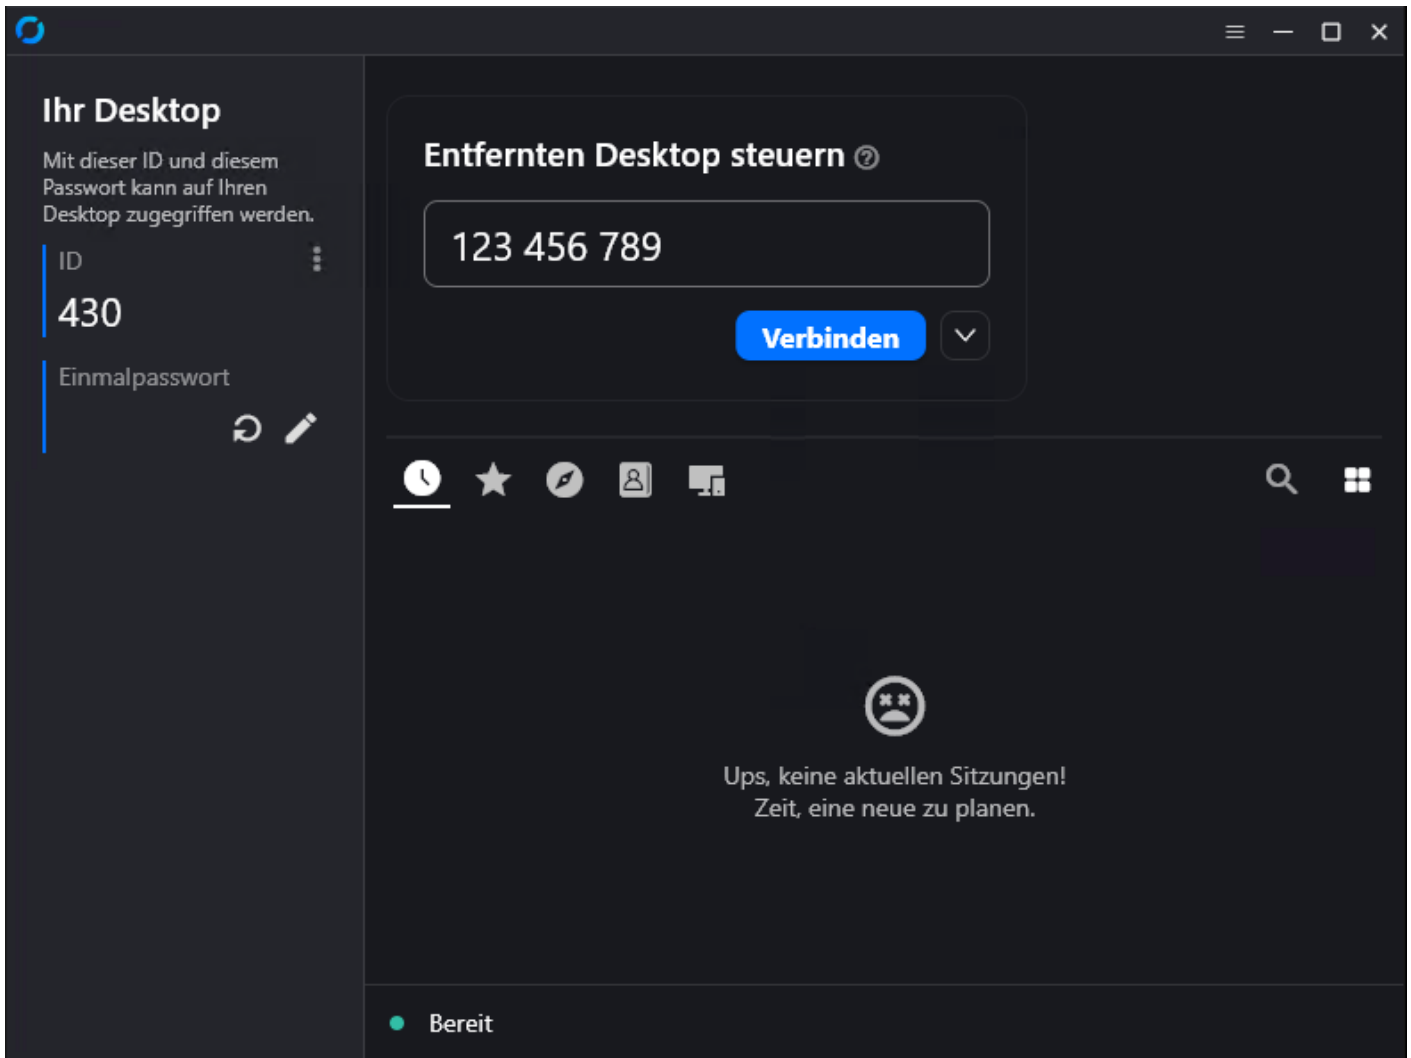 Ihr Desktop
Mit dieser ID und diesem
Passwort kann auf Ihren
Desktop zugegriffen werden.
ID
430
Einmalpasswort
Entfernten Desktop steuern
123 456 789
Verbinden
Ups, keine aktuellen Sitzungen!
Zeit, eine neue zu planen.
Bereit